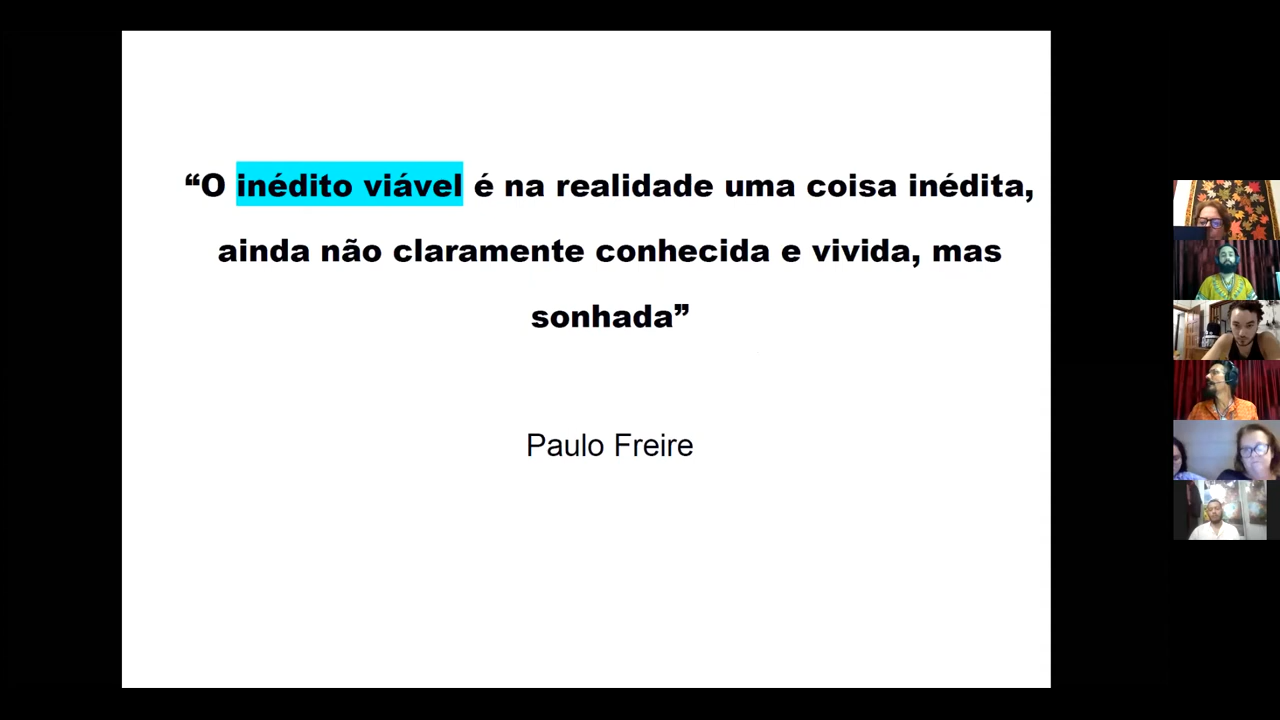 “O inédito viável é na realidade uma coisa inédita,
ainda não claramente conhecida e vivida, mas
sonhada”
Paulo Freire